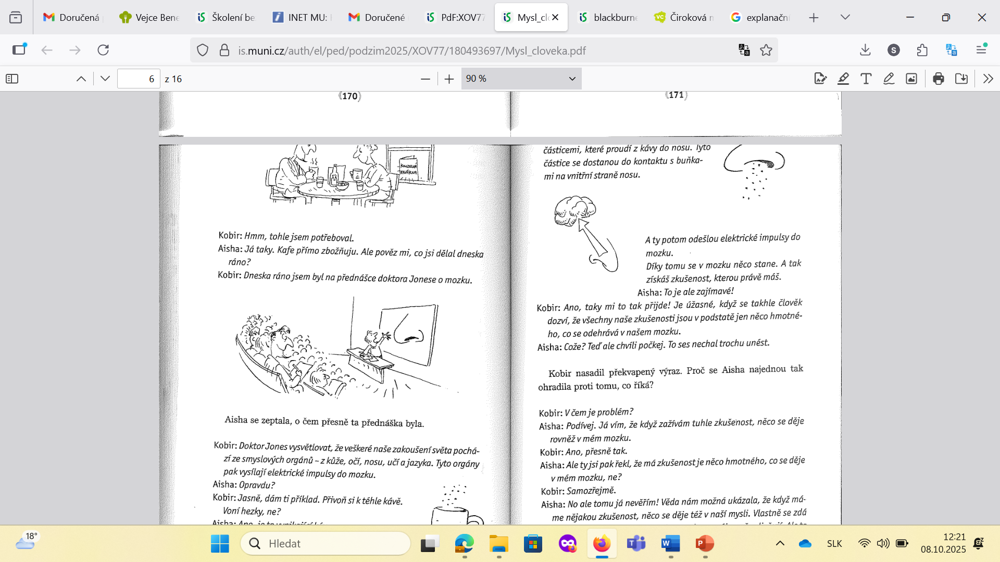 Doručená
Vejce Bene
Školení be
INET MU:
Doručené
PdF:XOV77
Mysl_cl
blackburne
Čiroková m
explanační
is.muni.cz/auth/el/ped/podzim2025/XOV77/180493697/Mysl_cloveka.pdf
6 z 16
90 %
(170)
(171)
KOUZELNÁ
KAVÁRNA
Kobir: Hmm, tohle jsem potřeboval.
Aisha: Já taky. Kafe přímo zbožňuju. Ale pověz mi, co jsi dělal dneska
ráno?
Kobir: Dneska ráno jsem byl na přednášce doktora Jonese o mozku.
Aisha se zeptala, o čem přesně ta přednáška byla.
Kobir: Doktor Jones vysvětlovat, že veškeré naše zakoušení světa pochá-
zí ze smyslových orgánů – z kůže, očí, nosu, učí a jazyka. Tyto orgány
pak vysílají elektrické impulsy do mozku.
Aisha: Opravdu?
Kobir: Jasně, dám ti příklad. Přivoň si k téhle kávě.
Voní hezky, ne?
částicemi, které proudí z kávy do nosu. Tyto
částice se dostanou do kontaktu s buňka-
mi na vnitřní straně nosu.
A ty potom odešlou elektrické impulsy do
mozku.
Díky tomu se v mozku něco stane. A tak
získáš zkušenost, kterou právě máš.
Aisha: To je ale zajímavé!
Kobir: Ano, taky mi to tak přijde! Je úžasné, když se takhle člověk
dozví, že všechny naše zkušenosti jsou v podstatě jen něco hmotné-
ho, co se odehrává v našem mozku.
Aisha: Cože? Teď ale chvíli počkej. To ses nechal trochu unést.
Kobir nasadil překvapený výraz. Proč se Aisha najednou tak
ohradila proti tomu, co říká?
Kobir: V čem je problém?
Aisha: Podívej. Já vím, že když zažívám tuhle zkušenost, něco se děje
rovněž v mém mozku.
Kobir: Ano, přesně tak.
Aisha: Ale ty jsi pak řekl, že má zkušenost je něco hmotného, co se děje
v mém mozku, ne?
Kobir: Samozřejmě.
Aisha: No ale tomu já nevěřím! Věda nám možná ukázala, že když má-
me nějakou zkušenost, něco se děje též v naší mysli. Vlastně se zdá
18°
Hledat
SLK
12:21
08.10.2025